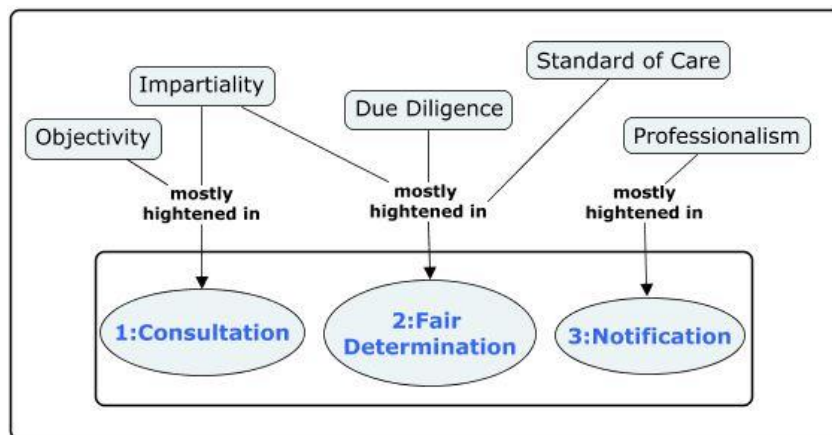 Standard of Care
Impartiality
Due Diligence
Objectivity
Professionalism
mostly
hightened in
mostly
hightened in
mostly
hightened in
1:Consultation
2:Fair
Determination
3:Notification